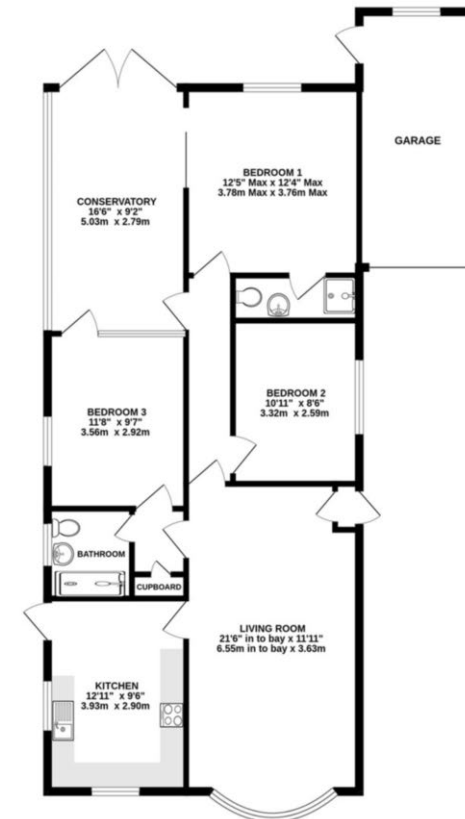 GARAGE
BEDROOM 1
12'5" Max x 12'4" Max
3.78m Max x 3.76m Max
CONSERVATORY
16'6" x 9'2"
5.03m x 2.79m
BEDROOM 2
10'11" x 8'6"
3.32m x 2.59m
BEDROOM 3
11'8" x 9'7"
3.56m x 2.92m
BATHROOM
CUPBOARD
LIVING ROOM
21'6" in to bay x 11'11"
6.55m in to bay x 3.63m
KITCHEN
12'11" x 9'6"
3.93m x 2.90m